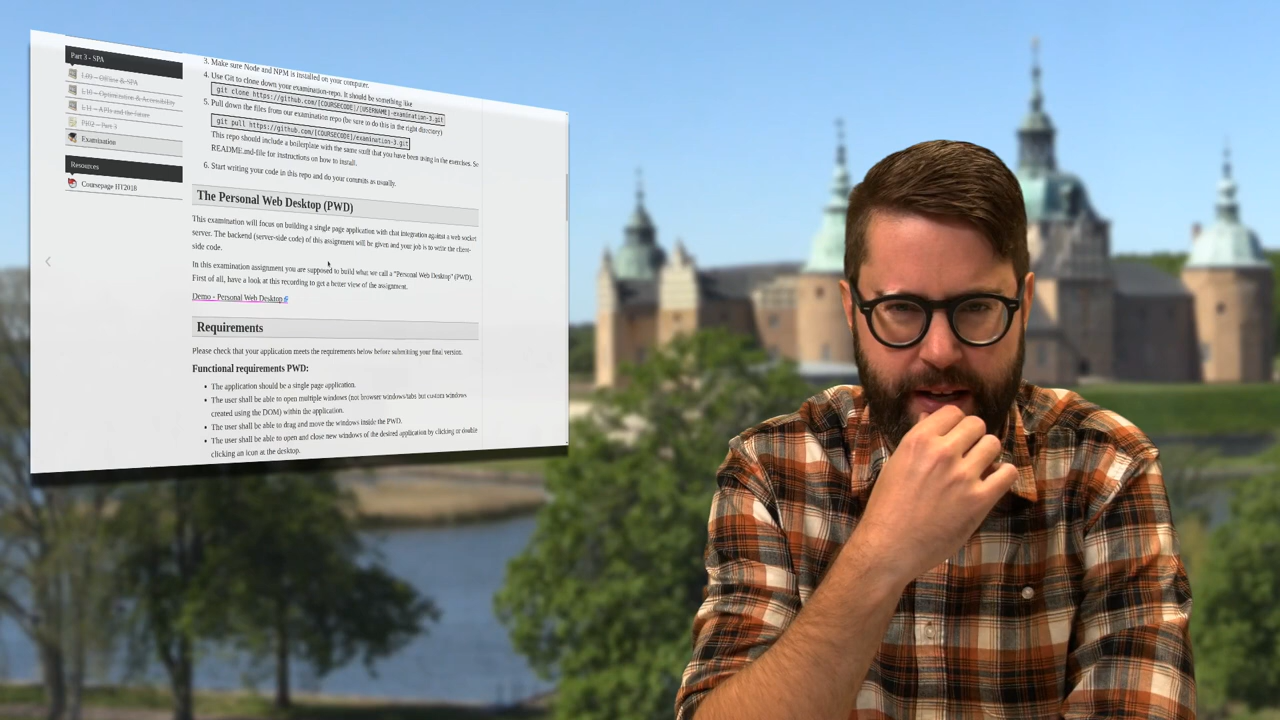 Part 3 - SPA
L09 – Offline & SPA
L10 – Optimization & Accessibility
L11 – APIs and the Future
PE02 – Part 3
Examination
Resources
Coursepage HT2018
3. Make sure Node and NPM is installed on your computer.
4. Use Git to clone down your examination-repo. It should be something like
git clone https://github.com/[COURSECODE]/[USERNAME]-examination-3.git
5. Pull down the files from our examination repo (be sure to do this in the right directory)
git pull https://github.com/[COURSECODE]/examination-3.git
This repo should include a boilerplate with the same stuff that you have been using in the exercises. Se
README.md-file for instructions on how to install.
6. Start writing your code in this repo and do your commits as usually.
The Personal Web Desktop (PWD)
This examination will focus on building a single page application with chat integration against a web socket
server. The backend (server-side code) of this assignment will be given and your job is to write the client-
side code.
In this examination assignment you are supposed to build what we call a "Personal Web Desktop" (PWD).
First of all, have a look at this recording to get a better view of the assignment.
Demo - Personal Web Desktop
Requirements
Please check that your application meets the requirements below before submitting your final version.
Functional requirements PWD:
• The application should be a single page application.
• The user shall be able to open multiple windows (not browser windows/tabs but custom windows
created using the DOM) within the application.
• The user shall be able to drag and move the windows inside the PWD.
• The user shall be able to open and close new windows of the desired application by clicking or double
clicking an icon at the desktop.